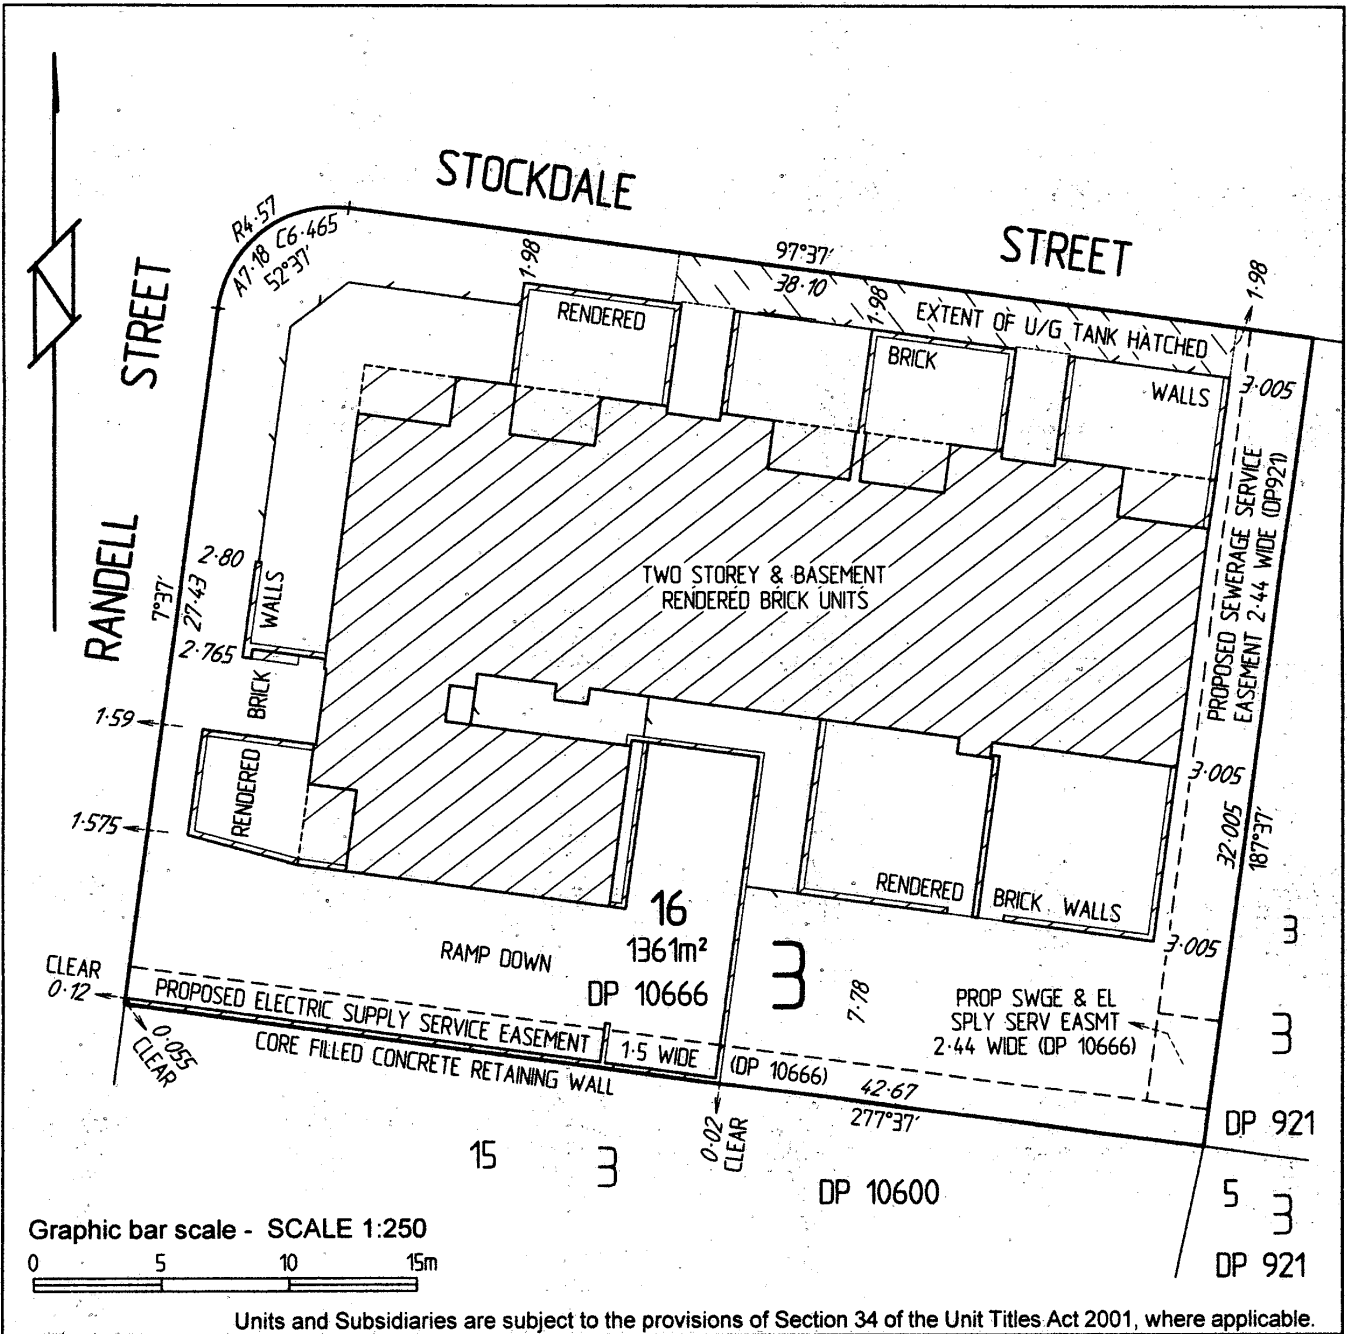 STOCKDALE
STREET
R4·57
A7·18 C6·465
52°37'
97°37'
38·10
1·98
1·98
1·98
EXTENT OF U/G TANK HATCHED
RENDERED
BRICK
WALLS
3·005
STREET
RANDELL
7°37'
27·43
2·80
2·765
WALLS
BRICK
RENDERED
1·59
1·575
TWO STOREY & BASEMENT
RENDERED BRICK UNITS
PROPOSED SEWERAGE SERVICE
EASEMENT 2·44 WIDE (DP921)
3·005
32·005
187°37'
RENDERED
BRICK WALLS
3·005
16
1361m²
DP 10666
3
RAMP DOWN
CLEAR
0·12
PROPOSED ELECTRIC SUPPLY SERVICE EASEMENT
1·5 WIDE
(DP 10666)
CORE FILLED CONCRETE RETAINING WALL
0·055
CLEAR
7·78
PROP SWGE & EL
SPLY SERV EASMT
2·44 WIDE (DP 10666)
42·67
277°37'
0·02
CLEAR
3
3
DP 921
15
3
DP 10600
5
3
DP 921
Graphic bar scale - SCALE 1:250
0 5 10 15m
Units and Subsidiaries are subject to the provisions of Section 34 of the Unit Titles Act 2001, where applicable.